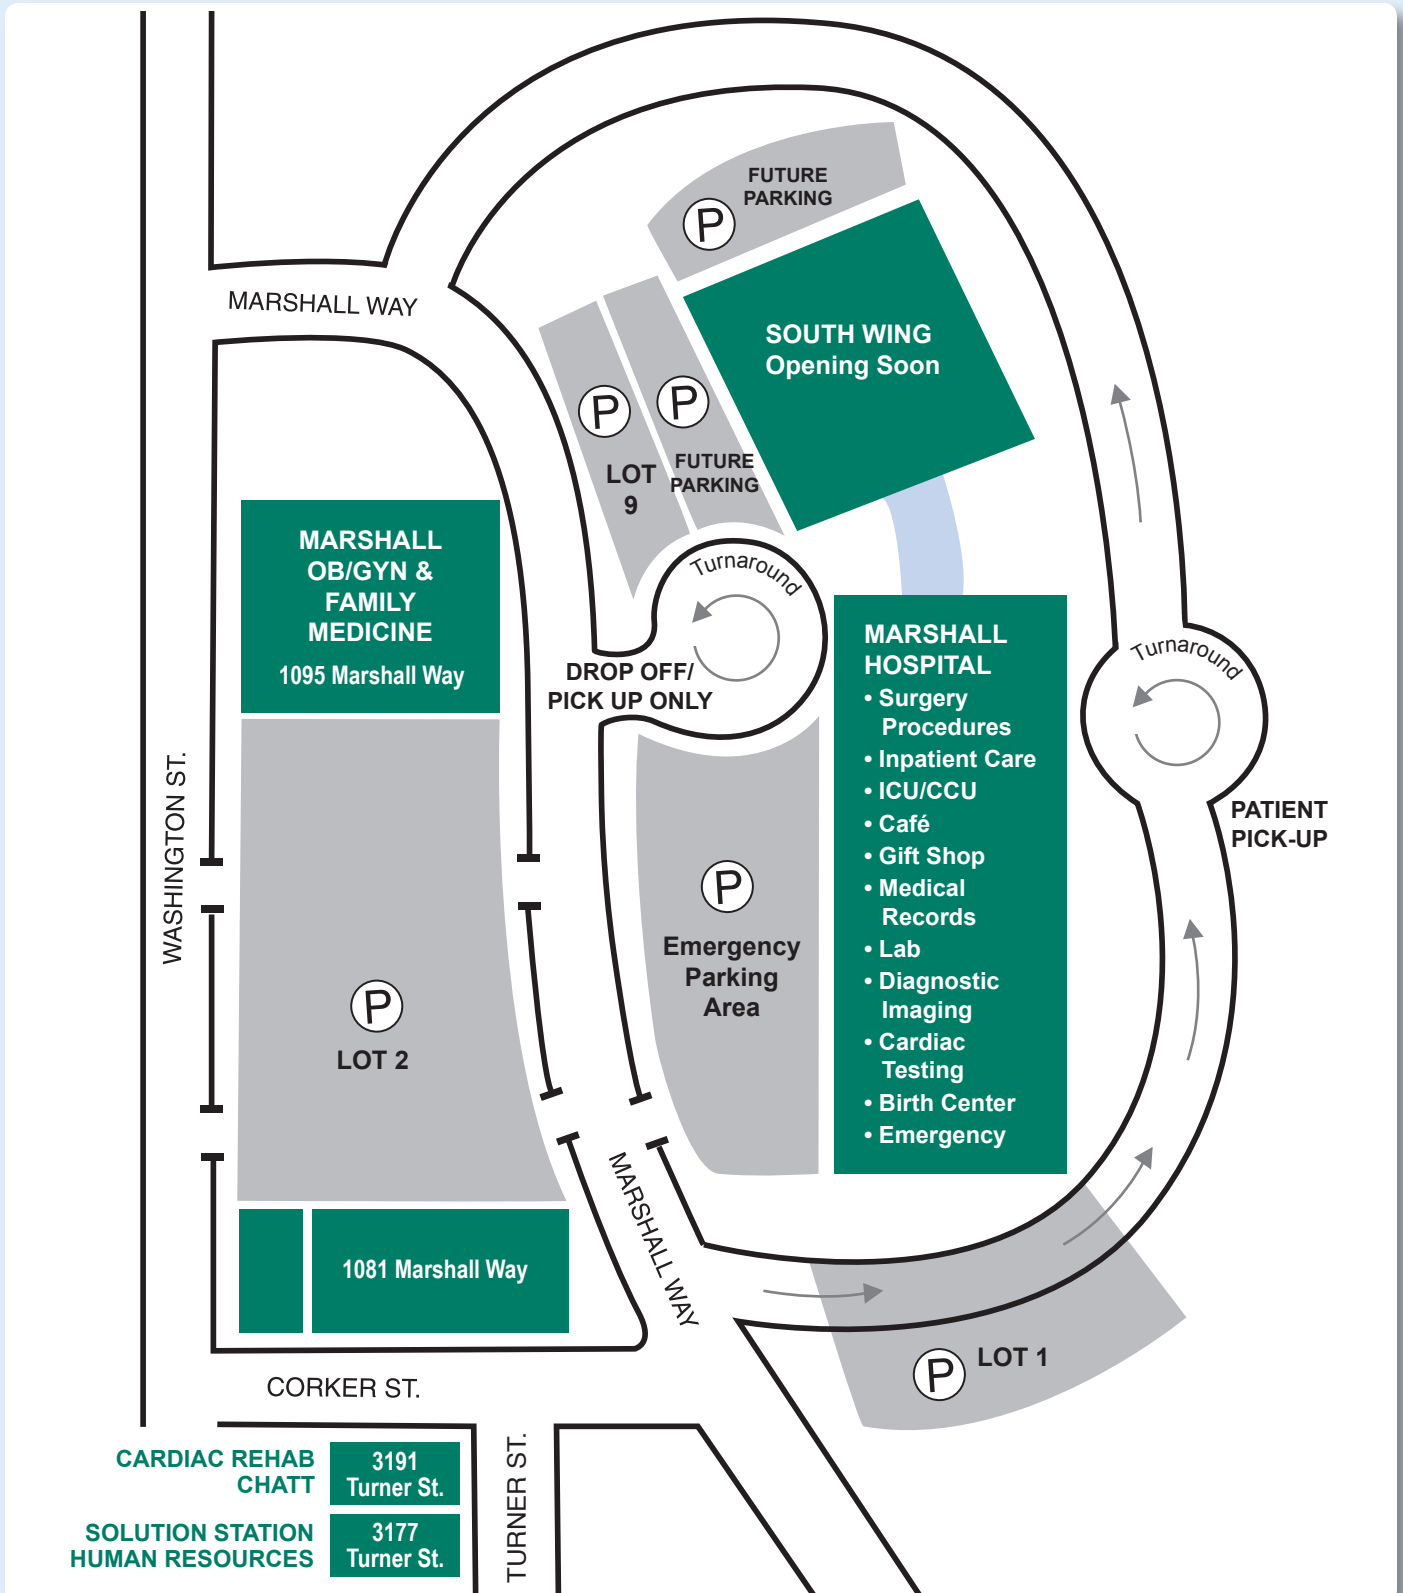 FUTURE
PARKING
P
MARSHALL WAY
SOUTH WING
Opening Soon
P
LOT
9
P
FUTURE
PARKING
MARSHALL
OB/GYN &
FAMILY
MEDICINE
1095 Marshall Way
Turnaround
DROP OFF/
PICK UP ONLY
MARSHALL
HOSPITAL
• Surgery
Procedures
• Inpatient Care
• ICU/CCU
• Café
• Gift Shop
• Medical
Records
• Lab
• Diagnostic
Imaging
• Cardiac
Testing
• Birth Center
• Emergency
Turnaround
PATIENT
PICK-UP
WASHINGTON ST.
P
Emergency
Parking
Area
P
LOT 2
MARSHALL WAY
1081 Marshall Way
P
LOT 1
CORKER ST.
CARDIAC REHAB
CHATT
3191
Turner St.
SOLUTION STATION
HUMAN RESOURCES
3177
Turner St.
TURNER ST.